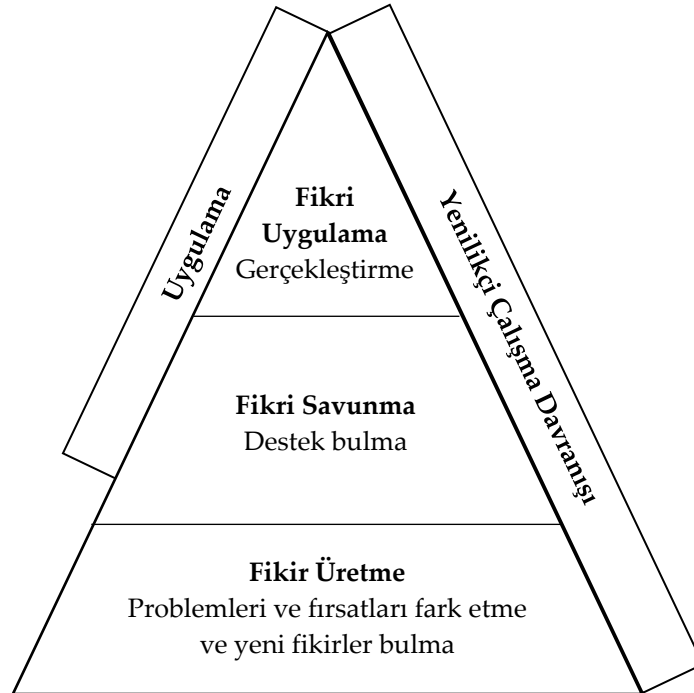 Fikri
Uygulama
Gerçekleştirme
Uygulama
Yenilikçi Çalışma Davranışı
Fikri Savunma
Destek bulma
Fikir Üretme
Problemleri ve fırsatları fark etme
ve yeni fikirler bulma